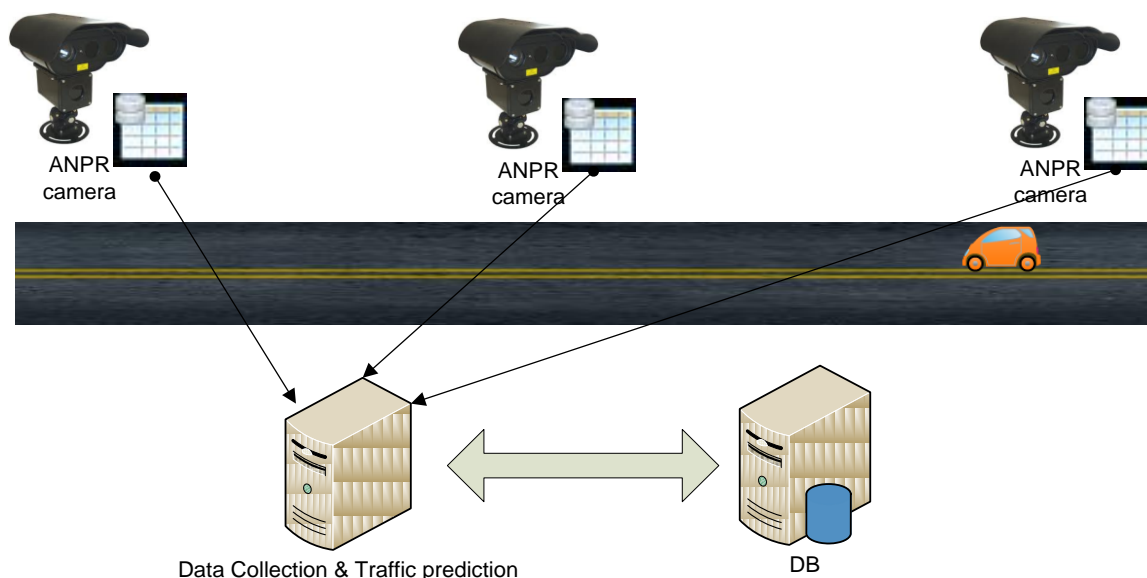 ANPR
camera
ANPR
camera
ANPR
camera
Data Collection & Traffic prediction
DB